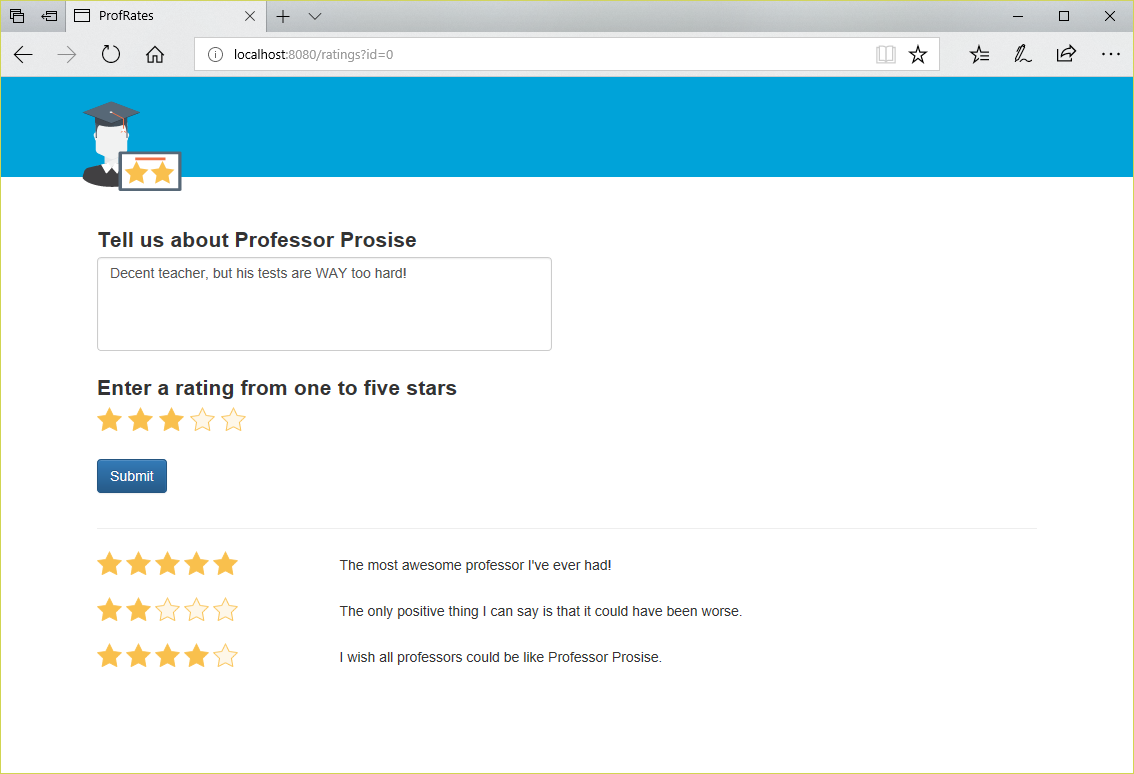 ProfRates
localhost:8080/ratings?id=0
Tell us about Professor Prosise
Decent teacher, but his tests are WAY too hard!
Enter a rating from one to five stars
Submit
The most awesome professor I've ever had!
The only positive thing I can say is that it could have been worse.
I wish all professors could be like Professor Prosise.